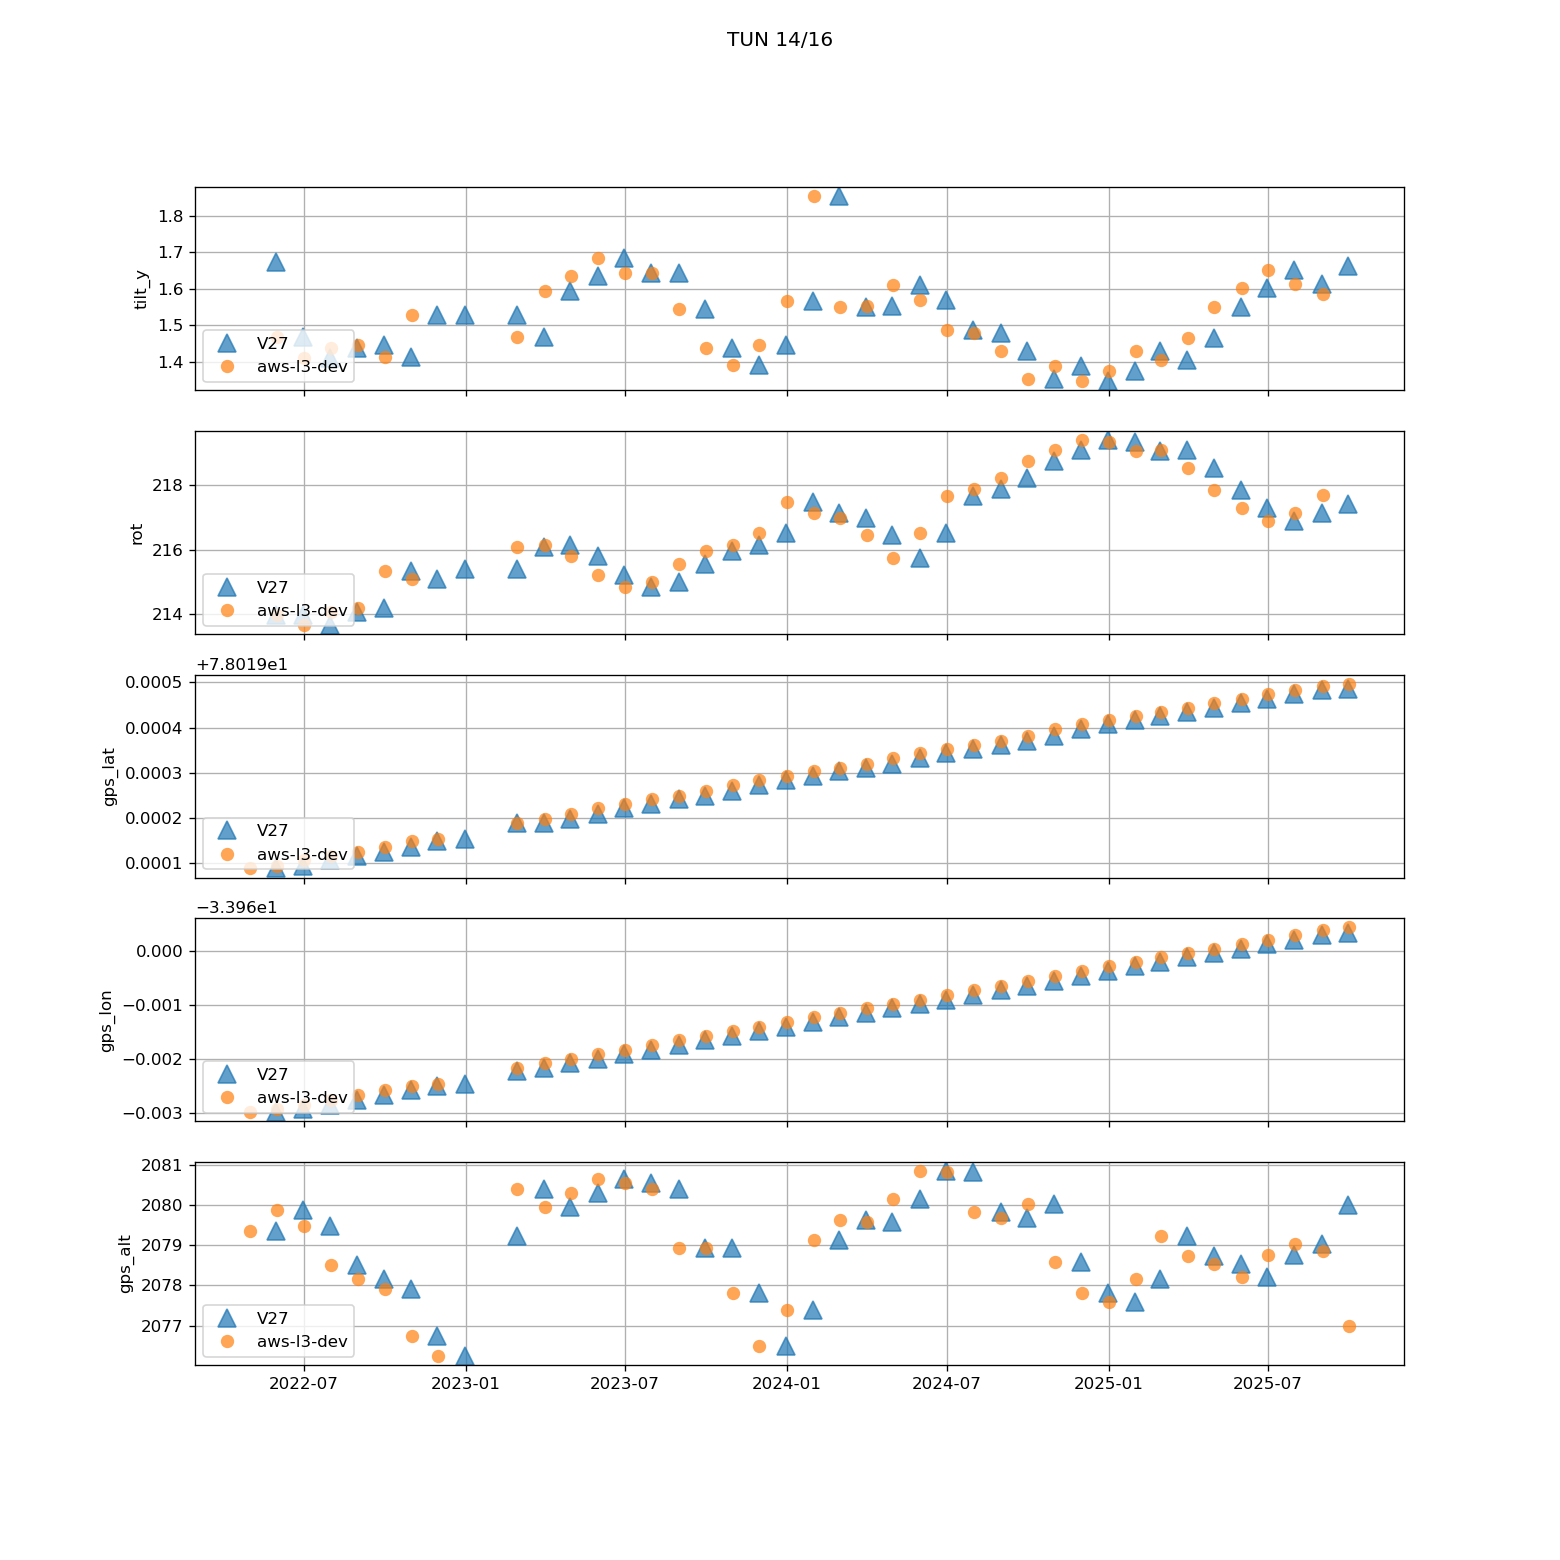 TUN 14/16
1.8
1.7
1.6
1.5
1.4
tilt_y
V27
aws-l3-dev
218
216
214
rot
V27
aws-l3-dev
+7.8019e1
0.0005
0.0004
0.0003
0.0002
0.0001
gps_lat
V27
aws-l3-dev
−3.396e1
0.000
−0.001
−0.002
−0.003
gps_lon
V27
aws-l3-dev
2081
2080
2079
2078
2077
gps_alt
V27
aws-l3-dev
2022-07 2023-01 2023-07 2024-01 2024-07 2025-01 2025-07